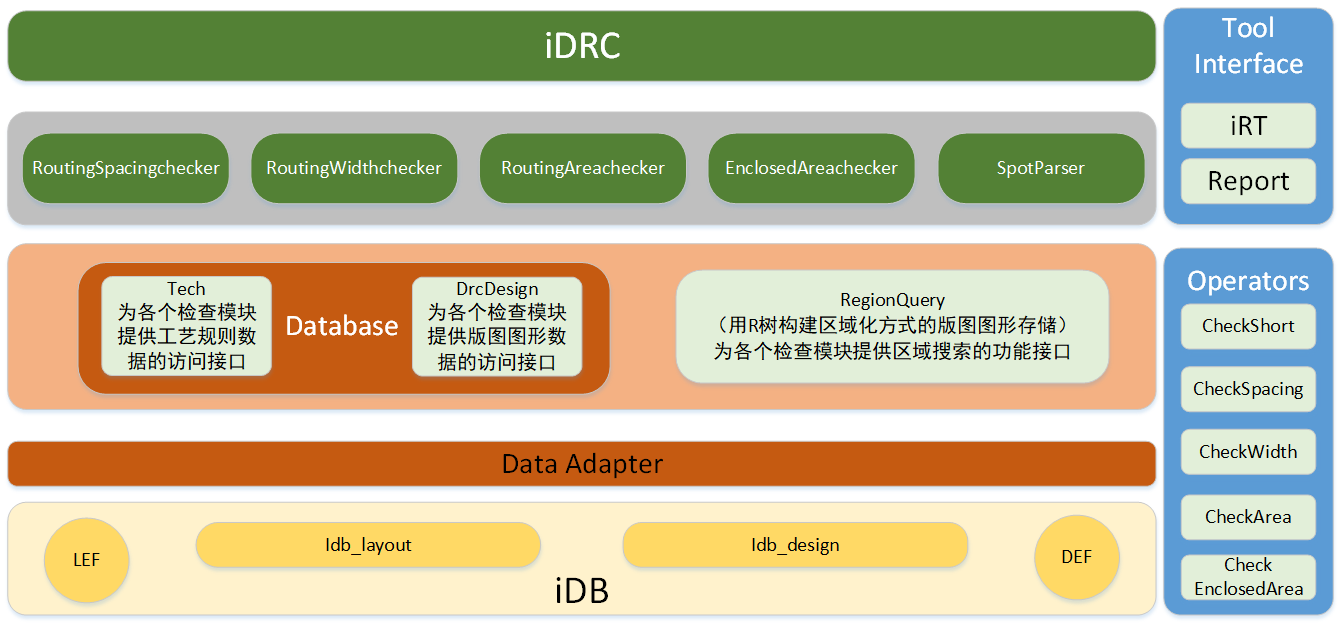 iDRC
RoutingSpacingchecker
RoutingWidthchecker
RoutingAreachecker
EnclosedAreachecker
SpotParser
Tech
为各个检查模块
提供工艺规则数
据的访问接口
Database
DrcDesign
为各个检查模块
提供版图图形数
据的访问接口
RegionQuery
（用R树构建区域化方式的版图图形存储）
为各个检查模块提供区域搜索的功能接口
Data Adapter
LEF
Idb_layout
Idb_design
DEF
iDB
Tool
Interface
iRT
Report
Operators
CheckShort
CheckSpacing
CheckWidth
CheckArea
Check
EnclosedArea